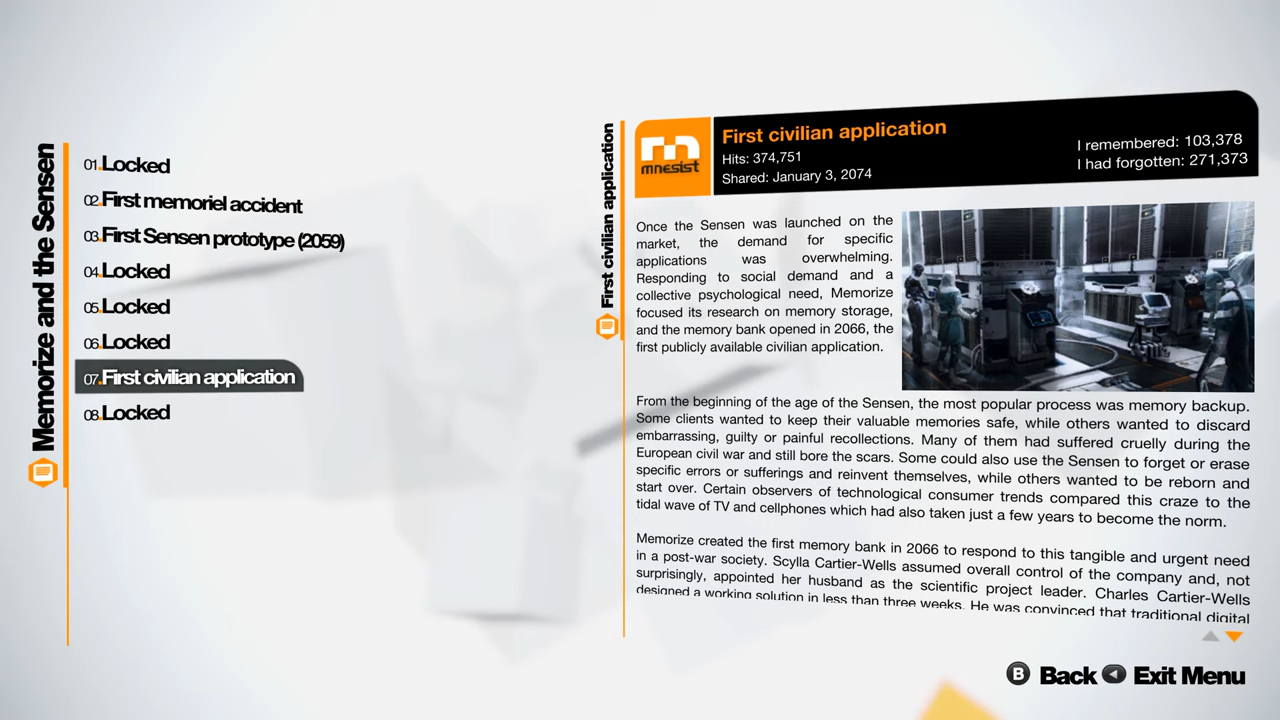 Memorize and the Sensen
01.Locked
02.First memoriel accident
03.First Sensen prototype (2059)
04.Locked
05.Locked
06.Locked
07.First civilian application
08.Locked
First civilian application
mnesist
First civilian application
Hits: 374,751
Shared: January 3, 2074
I remembered: 103,378
I had forgotten: 271,373
Once the Sensen was launched on the
market, the demand for specific
applications was overwhelming.
Responding to social demand and a
collective psychological need, Memorize
focused its research on memory storage,
and the memory bank opened in 2066, the
first publicly available civilian application.
From the beginning of the age of the Sensen, the most popular process was memory backup.
Some clients wanted to keep their valuable memories safe, while others wanted to discard
embarrassing, guilty or painful recollections. Many of them had suffered cruelly during the
European civil war and still bore the scars. Some could also use the Sensen to forget or erase
specific errors or sufferings and reinvent themselves, while others wanted to be reborn and
start over. Certain observers of technological consumer trends compared this craze to the
tidal wave of TV and cellphones which had also taken just a few years to become the norm.
Memorize created the first memory bank in 2066 to respond to this tangible and urgent need
in a post-war society. Scylla Cartier-Wells assumed overall control of the company and, not
surprisingly, appointed her husband as the scientific project leader. Charles Cartier-Wells
designed a working solution in less than three weeks. He was convinced that traditional digital
B Back Exit Menu